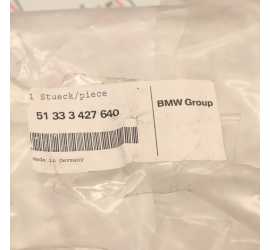 1 Stueck/piece
51 33 3 427 640
BMW Group
Made in Germany